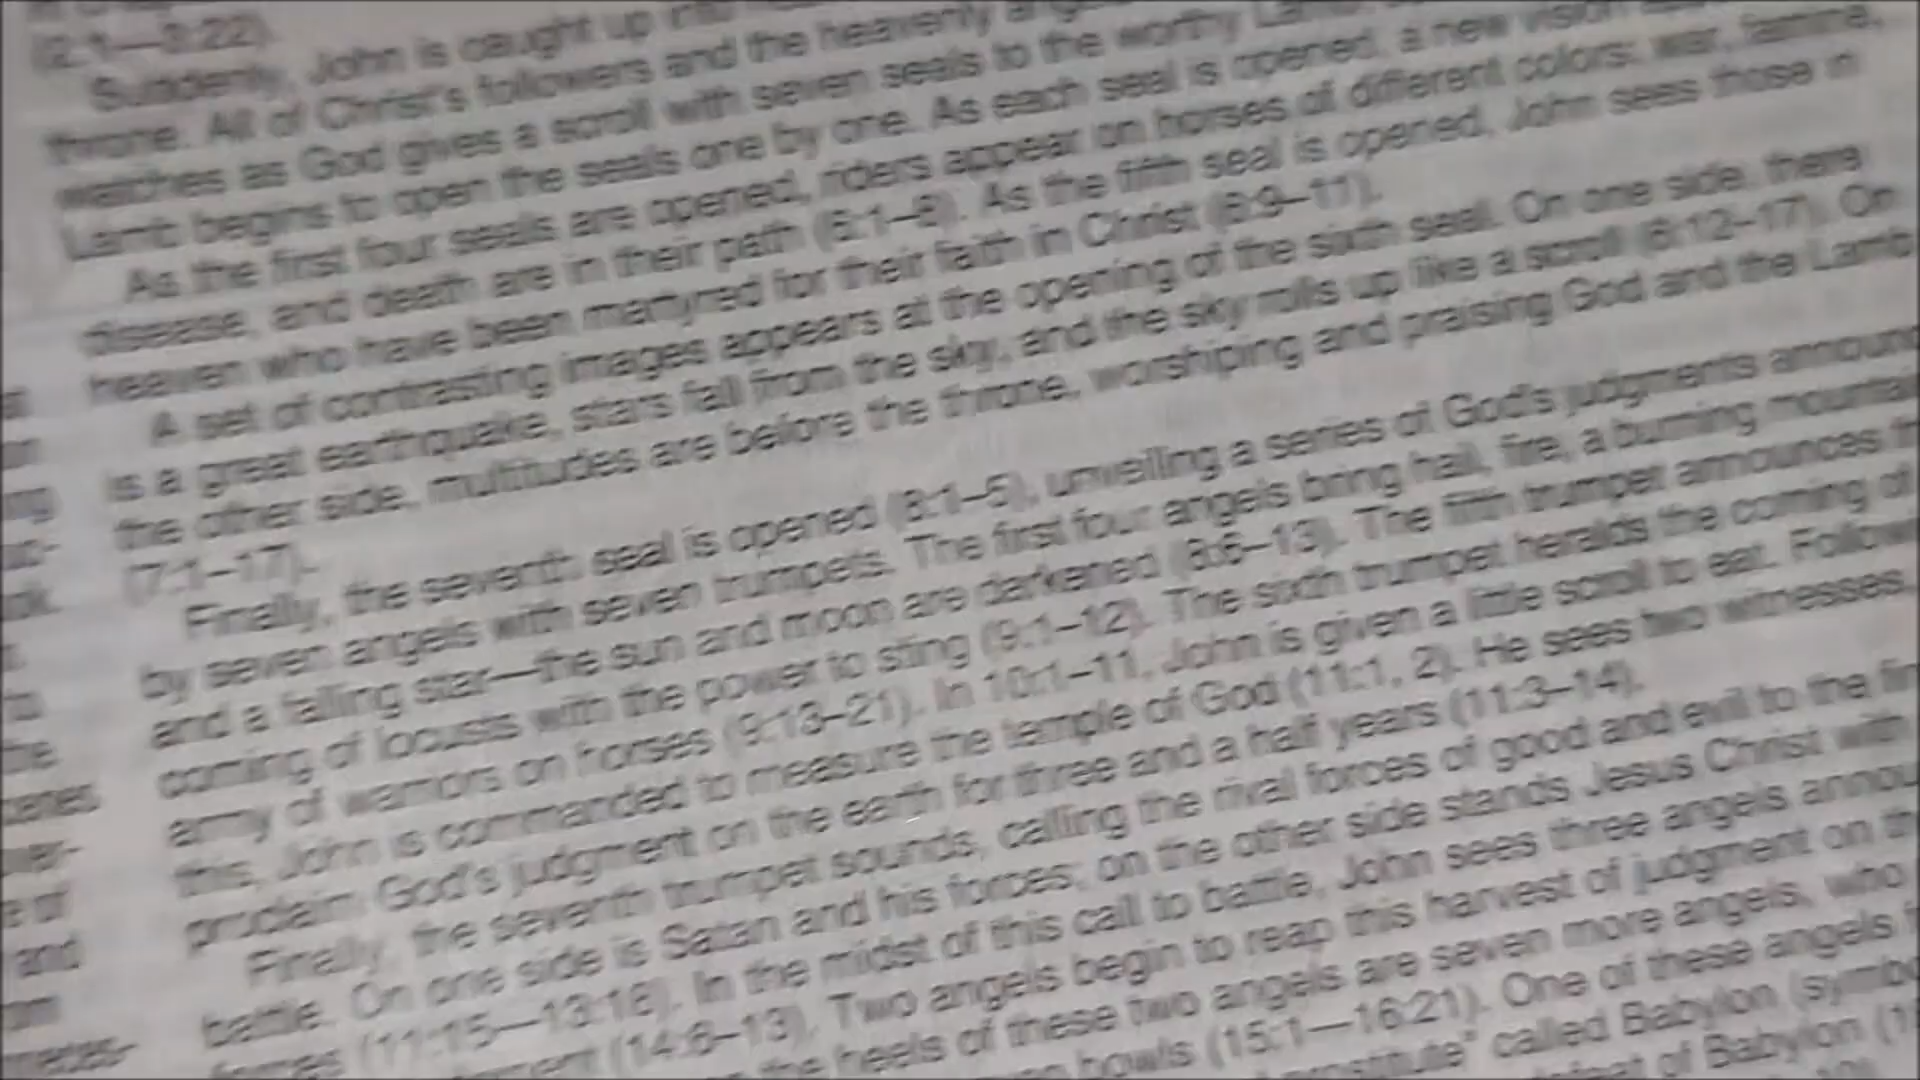 (2:1—3:22).
Suddenly, John is caught up into
throne. All of Christ's followers and the heavenly
watches as God gives a scroll with seven seals to the worthy Lamb.
Lamb begins to open the seals one by one. As each seal is opened, a new vision
As the first four seals are opened, riders appear on horses of different colors: war, famine,
disease, and death are in their path (6:1–8). As the fifth seal is opened, John sees those in
heaven who have been martyred for their faith in Christ (6:9–11).
A set of contrasting images appears at the opening of the sixth seal. On one side, there
is a great earthquake, stars fall from the sky, and the sky rolls up like a scroll (6:12–17). On
the other side, multitudes are before the throne, worshiping and praising God and the Lamb
(7:1–17).
Finally, the seventh seal is opened (8:1–5), unveiling a series of God's judgments announ
by seven angels with seven trumpets. The first four angels bring hail, fire, a burning mountai
and a falling star—the sun and moon are darkened (8:6–13). The fifth trumpet announces
coming of locusts with the power to sting (9:1–12). The sixth trumpet heralds the coming of
army of warriors on horses (9:13–21). In 10:1–11, John is given a little scroll to eat. Follow
this, John is commanded to measure the temple of God (11:1, 2). He sees two witnesses,
proclaim God's judgment on the earth for three and a half years (11:3–14).
Finally, the seventh trumpet sounds, calling the rival forces of good and evil to the
battle. On one side is Satan and his forces; on the other side stands Jesus Christ with
forces (11:15—13:18). In the midst of this call to battle, John sees three angels annou
(14:6–13). Two angels begin to reap this harvest of judgment on
the heels of these two angels are seven more angels, who
bowls (15:1—16:21). One of these angels
called Babylon
of Babylon